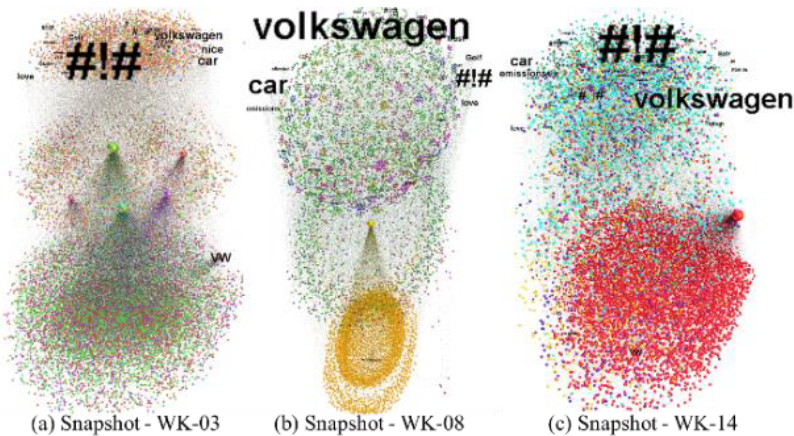 volkswagen
nice
car
#!#
love
VW
(a) Snapshot - WK-03
volkswagen
Golf
car
#!#
emissions
love
(b) Snapshot - WK-08
#!#
car
emissions
# #
volkswagen
love
VW
(c) Snapshot - WK-14